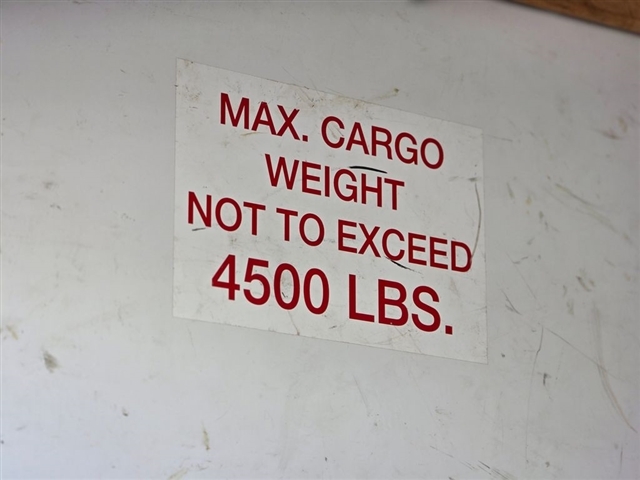 MAX. CARGO
WEIGHT
NOT TO EXCEED
4500 LBS.